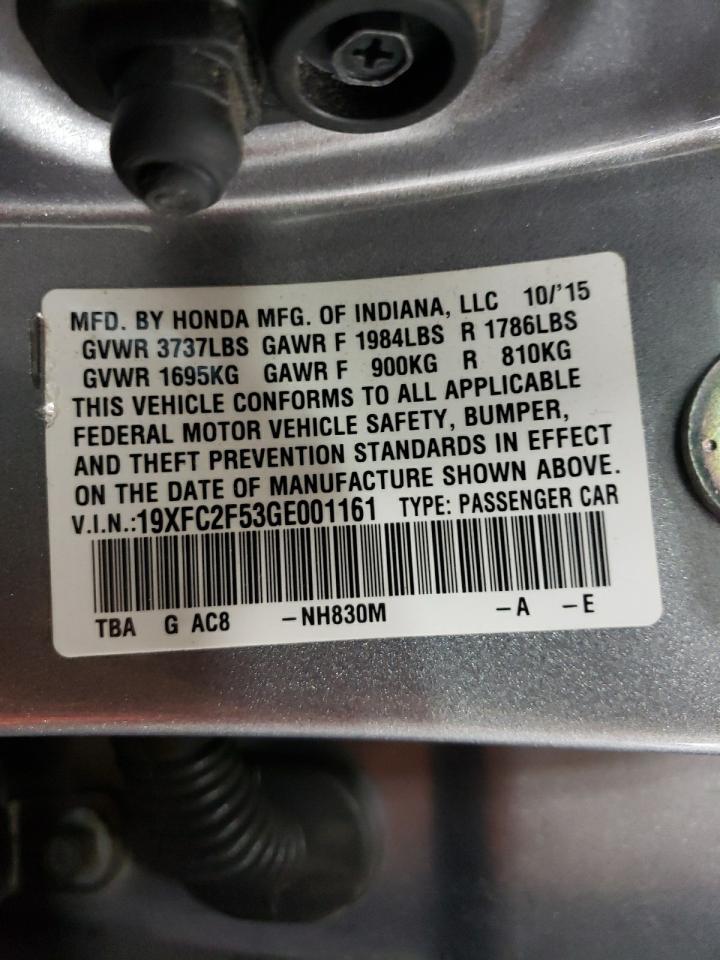 MFD. BY HONDA MFG. OF INDIANA, LLC 10/'15
GVWR 3737LBS GAWR F 1984LBS R 1786LBS
GVWR 1695KG GAWR F 900KG R 810KG
THIS VEHICLE CONFORMS TO ALL APPLICABLE
FEDERAL MOTOR VEHICLE SAFETY, BUMPER,
AND THEFT PREVENTION STANDARDS IN EFFECT
ON THE DATE OF MANUFACTURE SHOWN ABOVE.
V.I.N.:19XFC2F53GE001161 TYPE: PASSENGER CAR
TBA G AC8 -NH830M -A -E